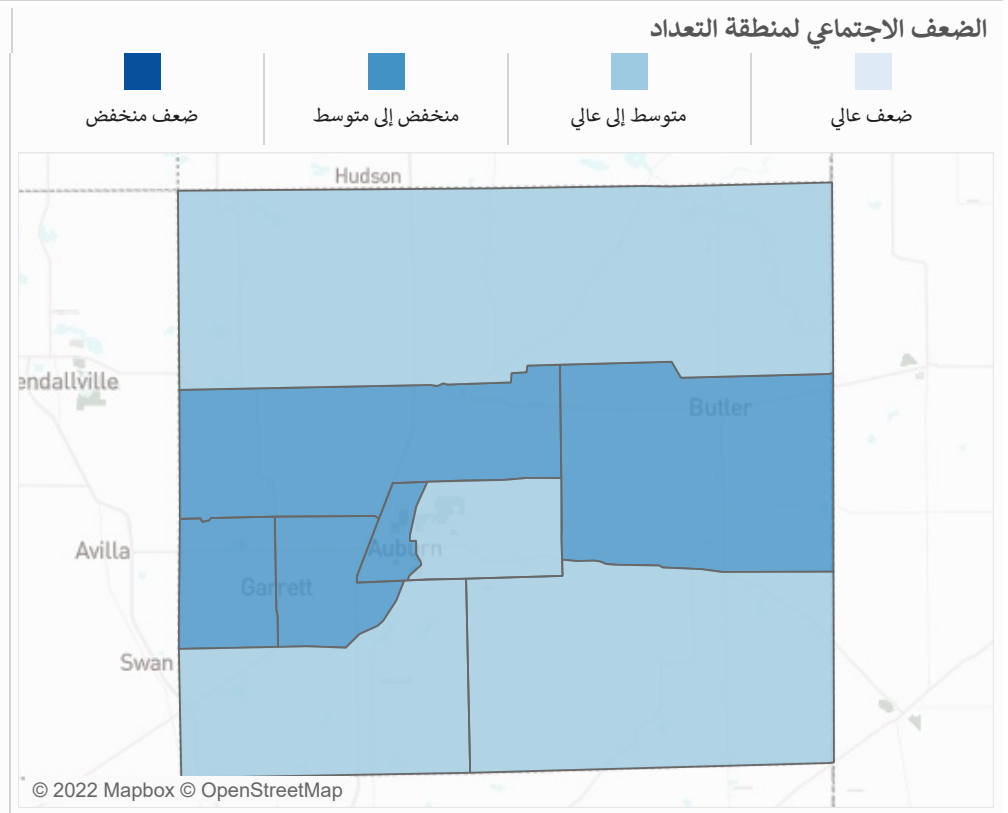 الضعف الاجتماعي لمنطقة التعداد
ضعف عالي
متوسط إلى عالي
منخفض إلى متوسط
ضعف منخفض
Hudson
endallville
Butler
Auburn
Avilla
Garrett
Swan
© 2022 Mapbox © OpenStreetMap